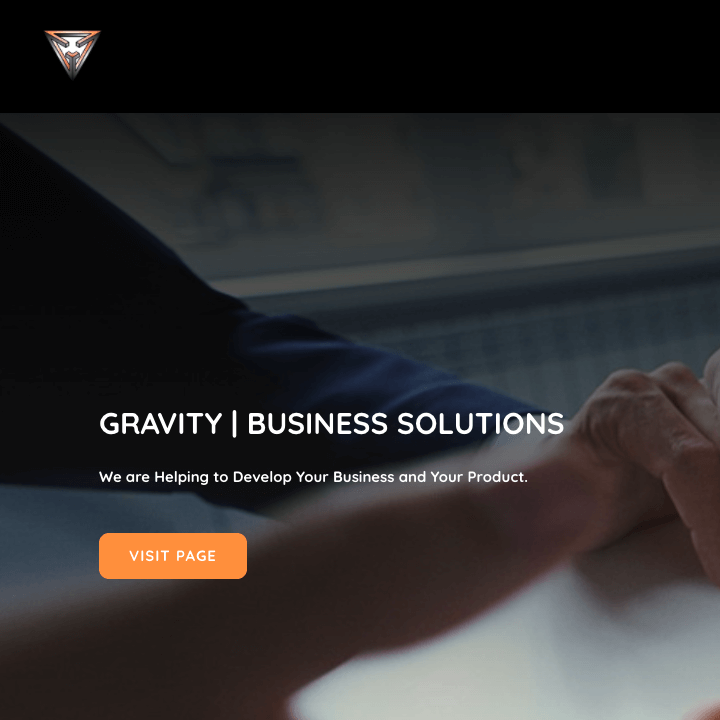 GRAVITY | BUSINESS SOLUTIONS
We are Helping to Develop Your Business and Your Product.
VISIT PAGE